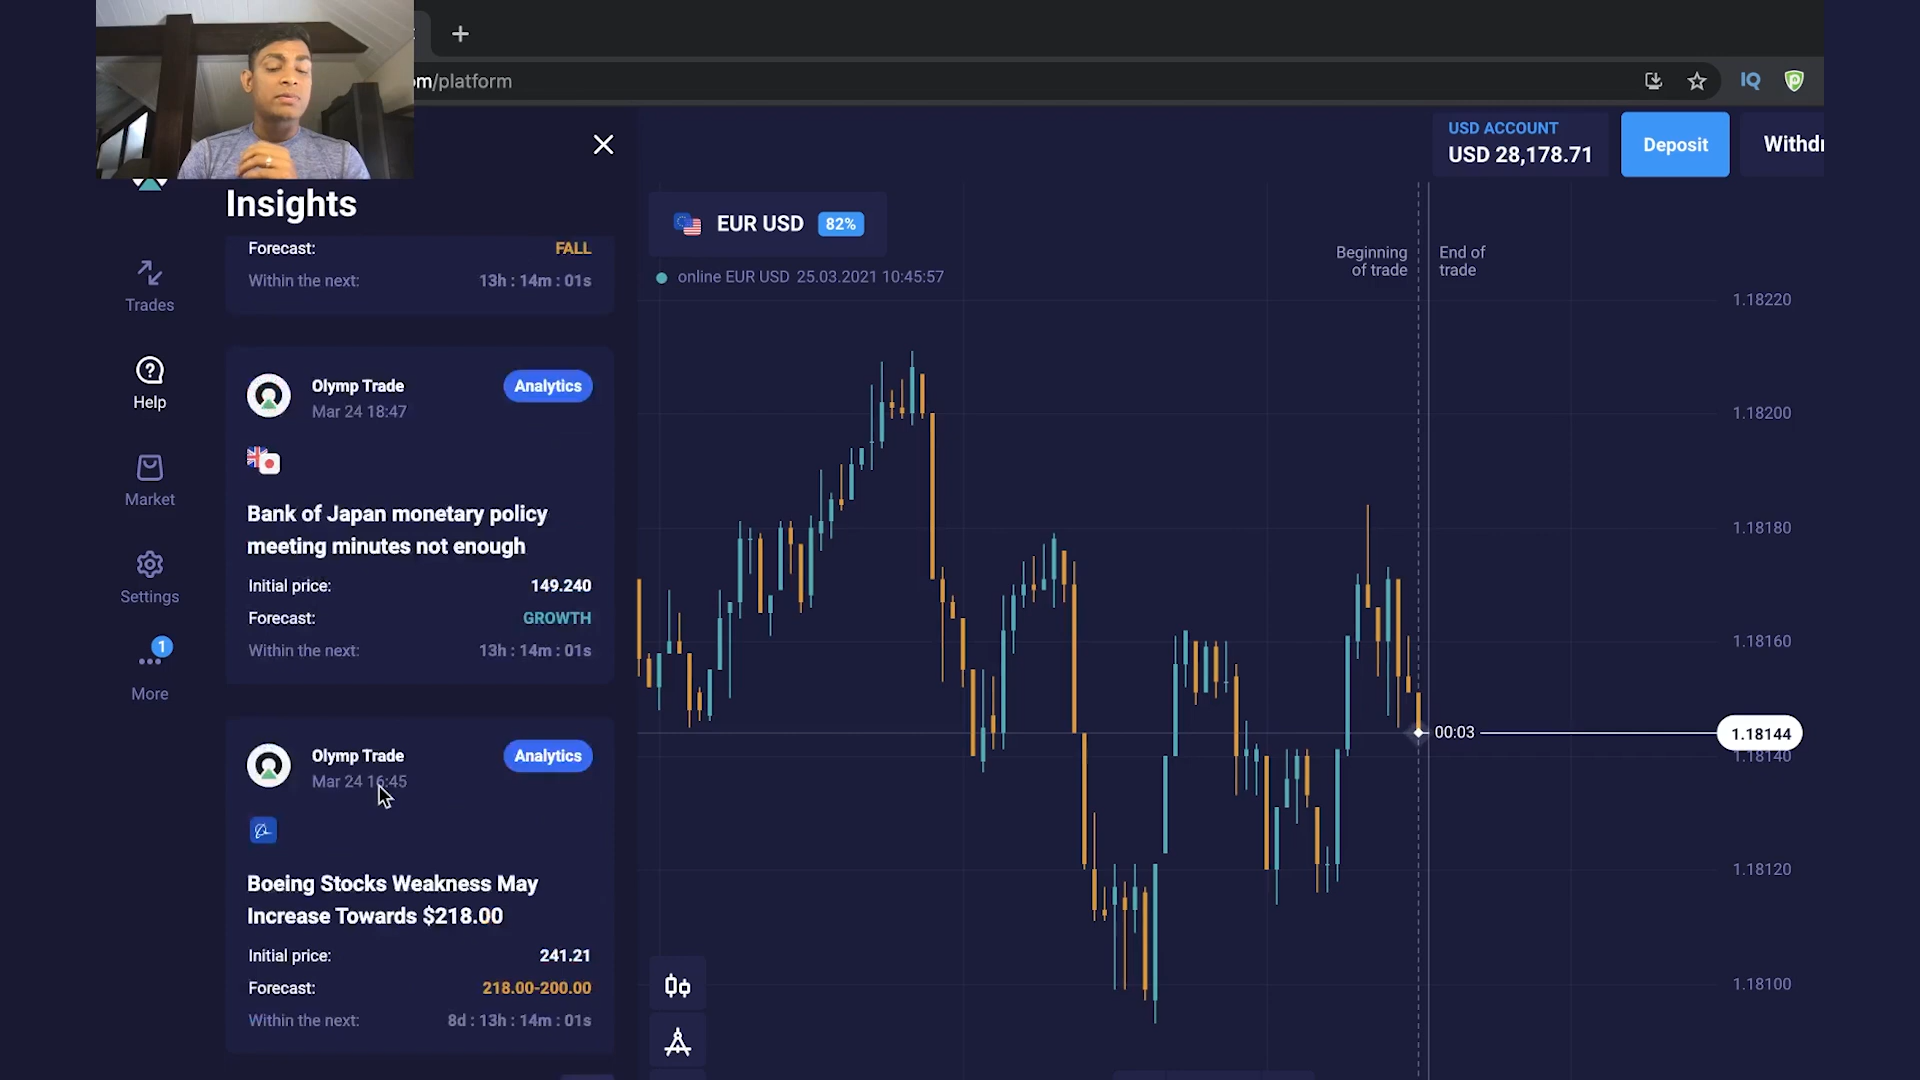 m/platform
IQ
USD ACCOUNT
USD 28,178.71
Deposit
Withdr
Insights
Forecast: FALL
Within the next: 13h : 14m : 01s
Trades
Help
Market
Settings
1
More
Olymp Trade
Mar 24 18:47
Analytics
Bank of Japan monetary policy
meeting minutes not enough
Initial price: 149.240
Forecast: GROWTH
Within the next: 13h : 14m : 01s
Olymp Trade
Mar 24 16:45
Analytics
Boeing Stocks Weakness May
Increase Towards $218.00
Initial price: 241.21
Forecast: 218.00-200.00
Within the next: 8d : 13h : 14m : 01s
EUR USD 82%
online EUR USD 25.03.2021 10:45:57
Beginning
of trade
End of
trade
1.18220
1.18200
1.18180
1.18160
00:03
1.18144
1.18140
1.18120
1.18100